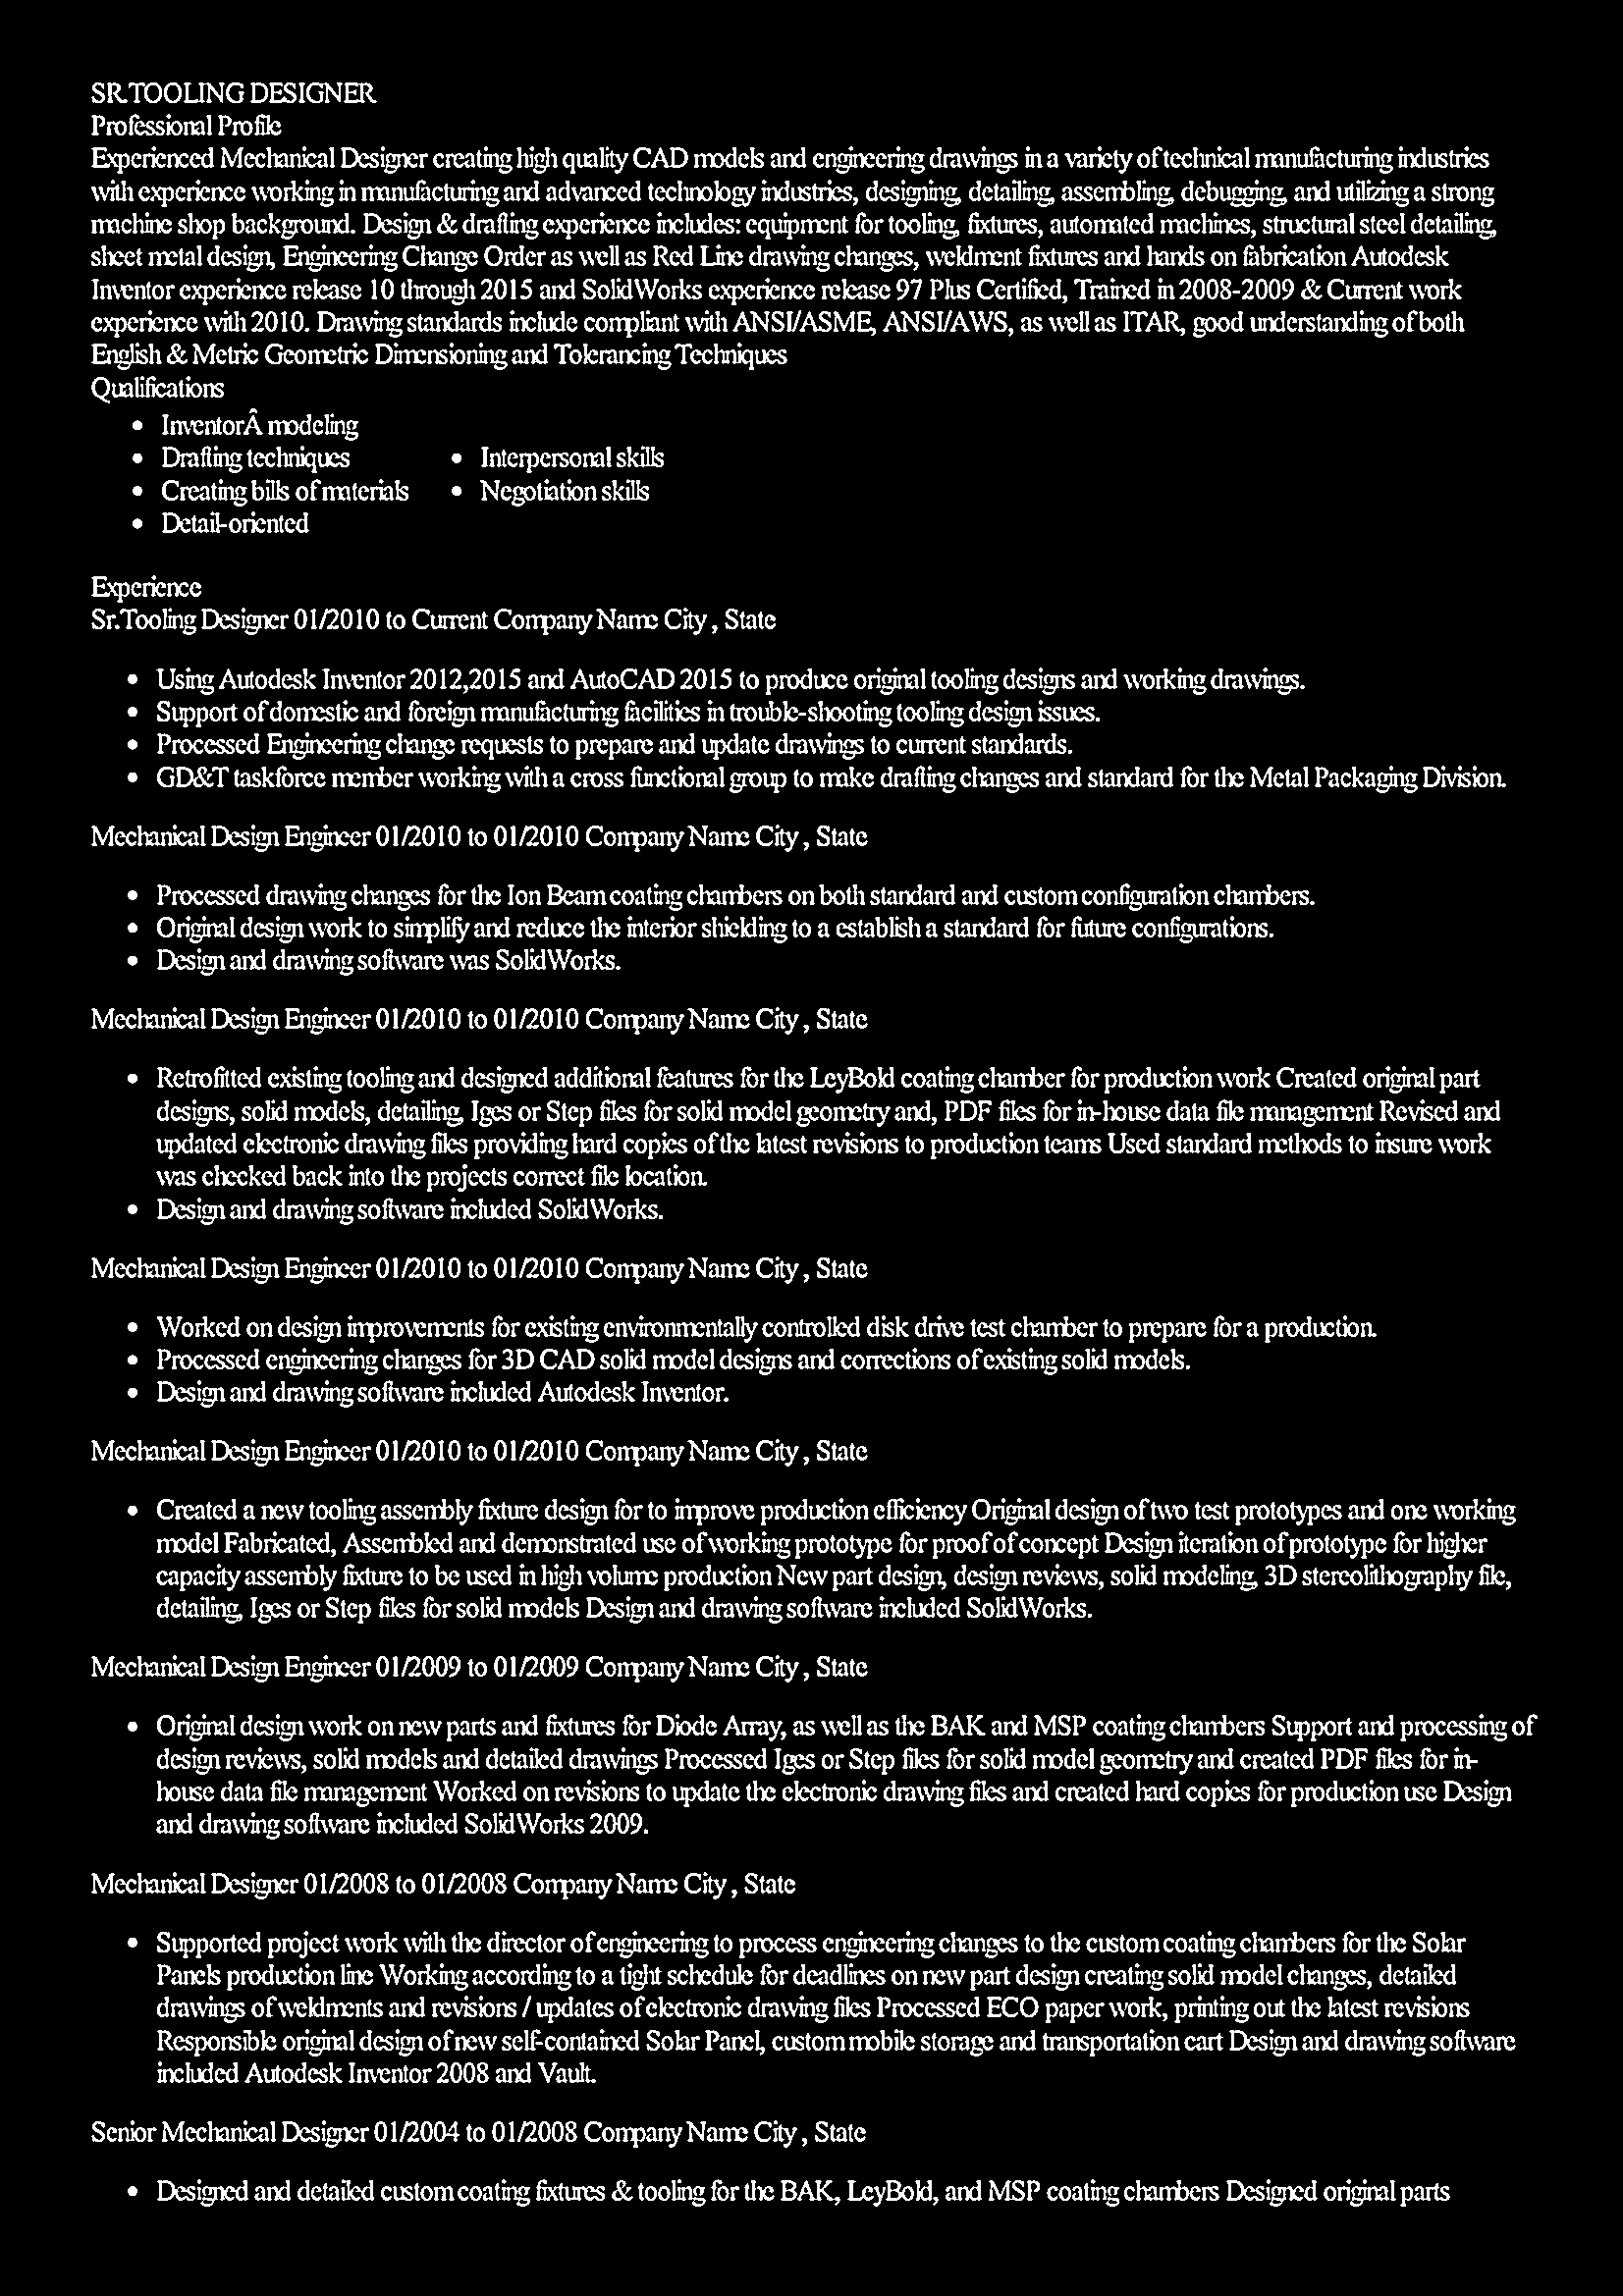 SR.TOOLING DESIGNER
Professional Profile
Experienced Mechanical Designer creating high quality CAD models and engineering drawings in a variety of technical manufacturing industries
with experience working in manufacturing and advanced technology industries, designing, detailing, assembling, debugging, and utilizing a strong
machine shop background. Design & drafting experience includes: equipment for tooling, fixtures, automated machines, structural steel detailing,
sheet metal design, Engineering Change Order as well as Red Line drawing changes, weldment fixtures and hands on fabrication Autodesk
Inventor experience release 10 through 2015 and SolidWorks experience release 97 Plus Certified, Trained in 2008-2009 & Current work
experience with 2010. Drawing standards include compliant with ANSI/ASME, ANSI/AWS, as well as ITAR, good understanding of both
English & Metric Geometric Dimensioning and Tolerancing Techniques
Qualifications
• InventorÂ modeling
• Drafting techniques
• Creating bills of materials
• Detail-oriented
• Interpersonal skills
• Negotiation skills
Experience
Sr.Tooling Designer 01/2010 to Current Company Name City , State
• Using Autodesk Inventor 2012,2015 and AutoCAD 2015 to produce original tooling designs and working drawings.
• Support of domestic and foreign manufacturing facilities in trouble-shooting tooling design issues.
• Processed Engineering change requests to prepare and update drawings to current standards.
• GD&T taskforce member working with a cross functional group to make drafting changes and standard for the Metal Packaging Division.
Mechanical Design Engineer 01/2010 to 01/2010 Company Name City , State
• Processed drawing changes for the Ion Beam coating chambers on both standard and custom configuration chambers.
• Original design work to simplify and reduce the interior shielding to a establish a standard for future configurations.
• Design and drawing software was SolidWorks.
Mechanical Design Engineer 01/2010 to 01/2010 Company Name City , State
• Retrofitted existing tooling and designed additional features for the LeyBold coating chamber for production work Created original part
designs, solid models, detailing, Iges or Step files for solid model geometry and, PDF files for in-house data file management Revised and
updated electronic drawing files providing hard copies of the latest revisions to production teams Used standard methods to insure work
was checked back into the projects correct file location.
• Design and drawing software included SolidWorks.
Mechanical Design Engineer 01/2010 to 01/2010 Company Name City , State
• Worked on design improvements for existing environmentally controlled disk drive test chamber to prepare for a production.
• Processed engineering changes for 3D CAD solid model designs and corrections of existing solid models.
• Design and drawing software included Autodesk Inventor.
Mechanical Design Engineer 01/2010 to 01/2010 Company Name City , State
• Created a new tooling assembly fixture design for to improve production efficiency Original design of two test prototypes and one working
model Fabricated, Assembled and demonstrated use of working prototype for proof of concept Design iteration of prototype for higher
capacity assembly fixture to be used in high volume production New part design, design reviews, solid modeling, 3D stereolithography file,
detailing, Iges or Step files for solid models Design and drawing software included SolidWorks.
Mechanical Design Engineer 01/2009 to 01/2009 Company Name City , State
• Original design work on new parts and fixtures for Diode Array, as well as the BAK and MSP coating chambers Support and processing of
design reviews, solid models and detailed drawings Processed Iges or Step files for solid model geometry and created PDF files for in-
house data file management Worked on revisions to update the electronic drawing files and created hard copies for production use Design
and drawing software included SolidWorks 2009.
Mechanical Designer 01/2008 to 01/2008 Company Name City , State
• Supported project work with the director of engineering to process engineering changes to the custom coating chambers for the Solar
Panels production line Working according to a tight schedule for deadlines on new part design creating solid model changes, detailed
drawings of weldments and revisions / updates of electronic drawing files Processed ECO paper work, printing out the latest revisions
Responsible original design of new self-contained Solar Panel, custom mobile storage and transportation cart Design and drawing software
included Autodesk Inventor 2008 and Vault.
Senior Mechanical Designer 01/2004 to 01/2008 Company Name City , State
• Designed and detailed custom coating fixtures & tooling for the BAK, LeyBold, and MSP coating chambers Designed original parts